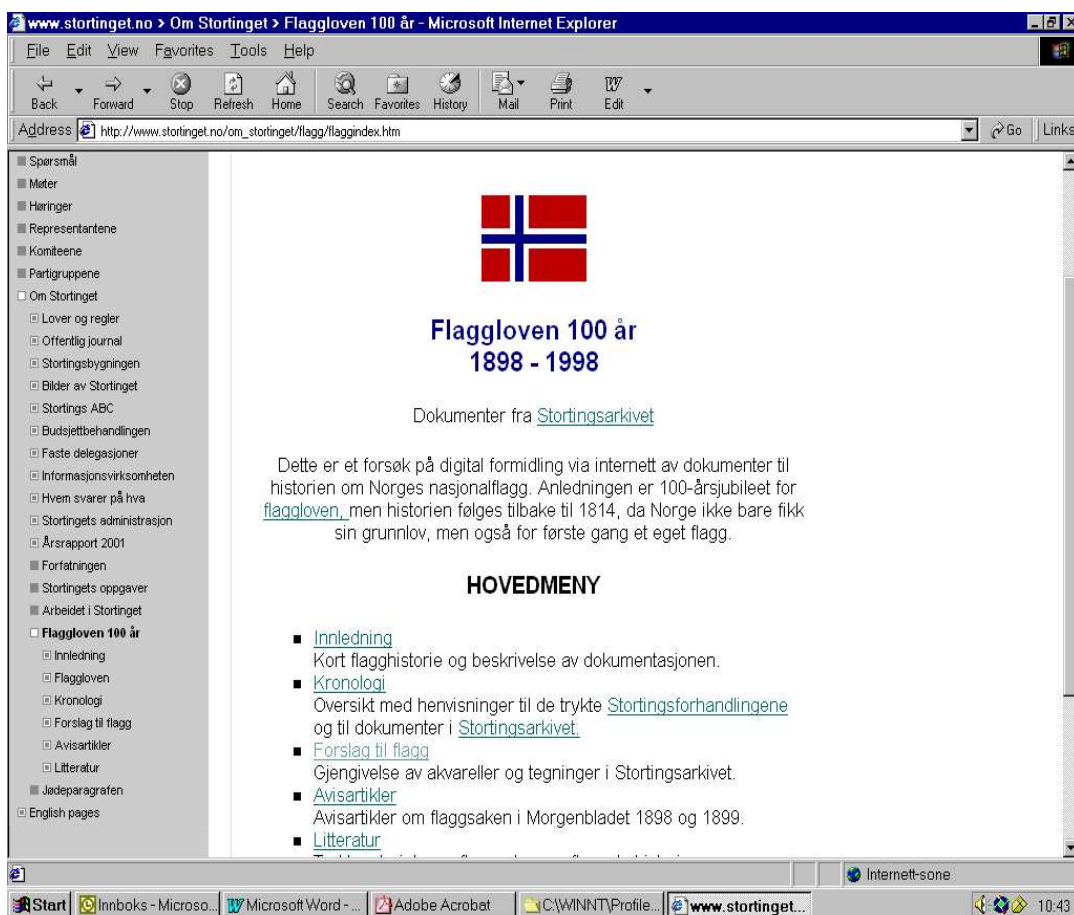 www.stortinget.no > Om Stortinget > Flaggloven 100 år - Microsoft Internet Explorer
File Edit View Favorites Tools Help
Back Forward Stop Refresh Home Search Favorites History Mail Print Edit
Address http://www.stortinget.no/om_stortinget/flagg/flaggindex.htm Go Links
Spørsmål
Møter
Høringer
Representantene
Komiteene
Partigruppene
Om Stortinget
Lover og regler
Offentlig journal
Stortingsbygningen
Bilder av Stortinget
Stortings ABC
Budsjettbehandlingen
Faste delegasjoner
Informasjonsvirksomheten
Hvem svarer på hva
Stortingets administrasjon
Årsrapport 2001
Forfatningen
Stortingets oppgaver
Arbeidet i Stortinget
Flaggloven 100 år
Innledning
Flaggloven
Kronologi
Forslag til flagg
Avisartikler
Litteratur
Jødeparagrafen
English pages
Flaggloven 100 år
1898 - 1998
Dokumenter fra Stortingsarkivet
Dette er et forsøk på digital formidling via internett av dokumenter til
historien om Norges nasjonalflagg. Anledningen er 100-årsjubileet for
flaggloven, men historien følges tilbake til 1814, da Norge ikke bare fikk
sin grunnlov, men også for første gang et eget flagg.
HOVEDMENY
Innledning
Kort flagghistorie og beskrivelse av dokumentasjonen.
Kronologi
Oversikt med henvisninger til de trykte Stortingsforhandlingene
og til dokumenter i Stortingsarkivet.
Forslag til flagg
Gjengivelse av akvareller og tegninger i Stortingsarkivet.
Avisartikler
Avisartikler om flaggsaken i Morgenbladet 1898 og 1899.
Litteratur
Internett-sone
Start Innboks - Microso... Microsoft Word - ... Adobe Acrobat C:\WINNT\Profile... www.stortinget... 10:43